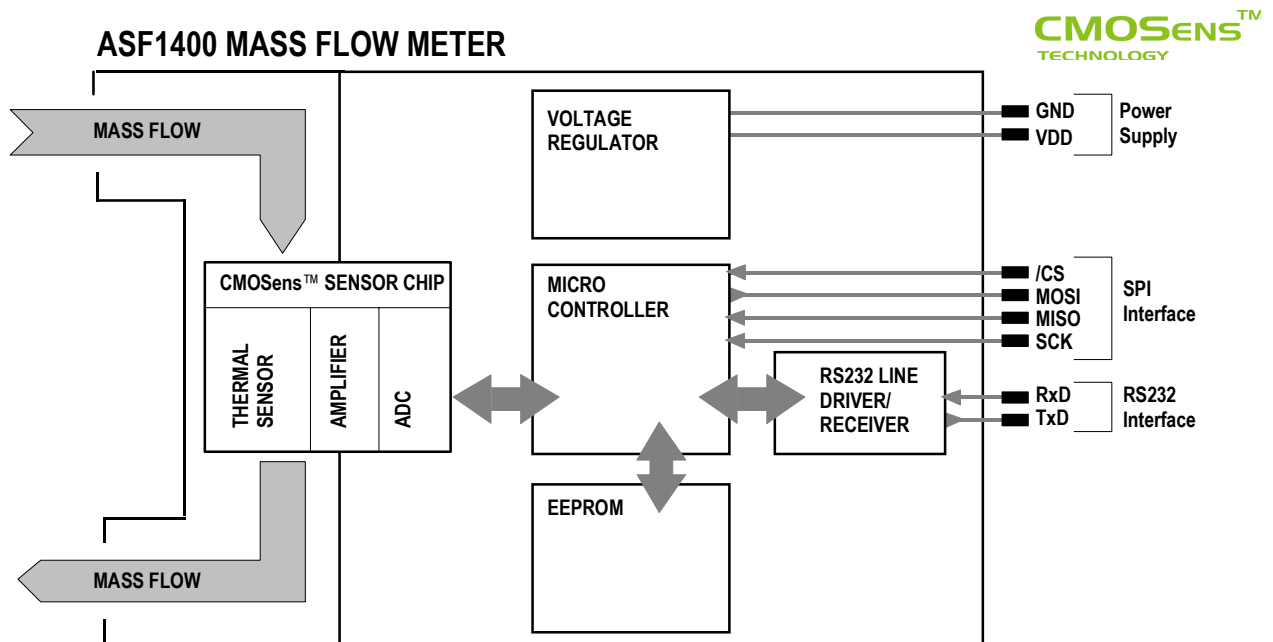 CMOSENS™
TECHNOLOGY
ASF1400 MASS FLOW METER
MASS FLOW
VOLTAGE
REGULATOR
GND
VDD
Power
Supply
CMOSens™ SENSOR CHIP
THERMAL
SENSOR
AMPLIFIER
ADC
MICRO
CONTROLLER
/CS
MOSI
MISO
SCK
SPI
Interface
RS232 LINE
DRIVER/
RECEIVER
RxD
TxD
RS232
Interface
EEPROM
MASS FLOW